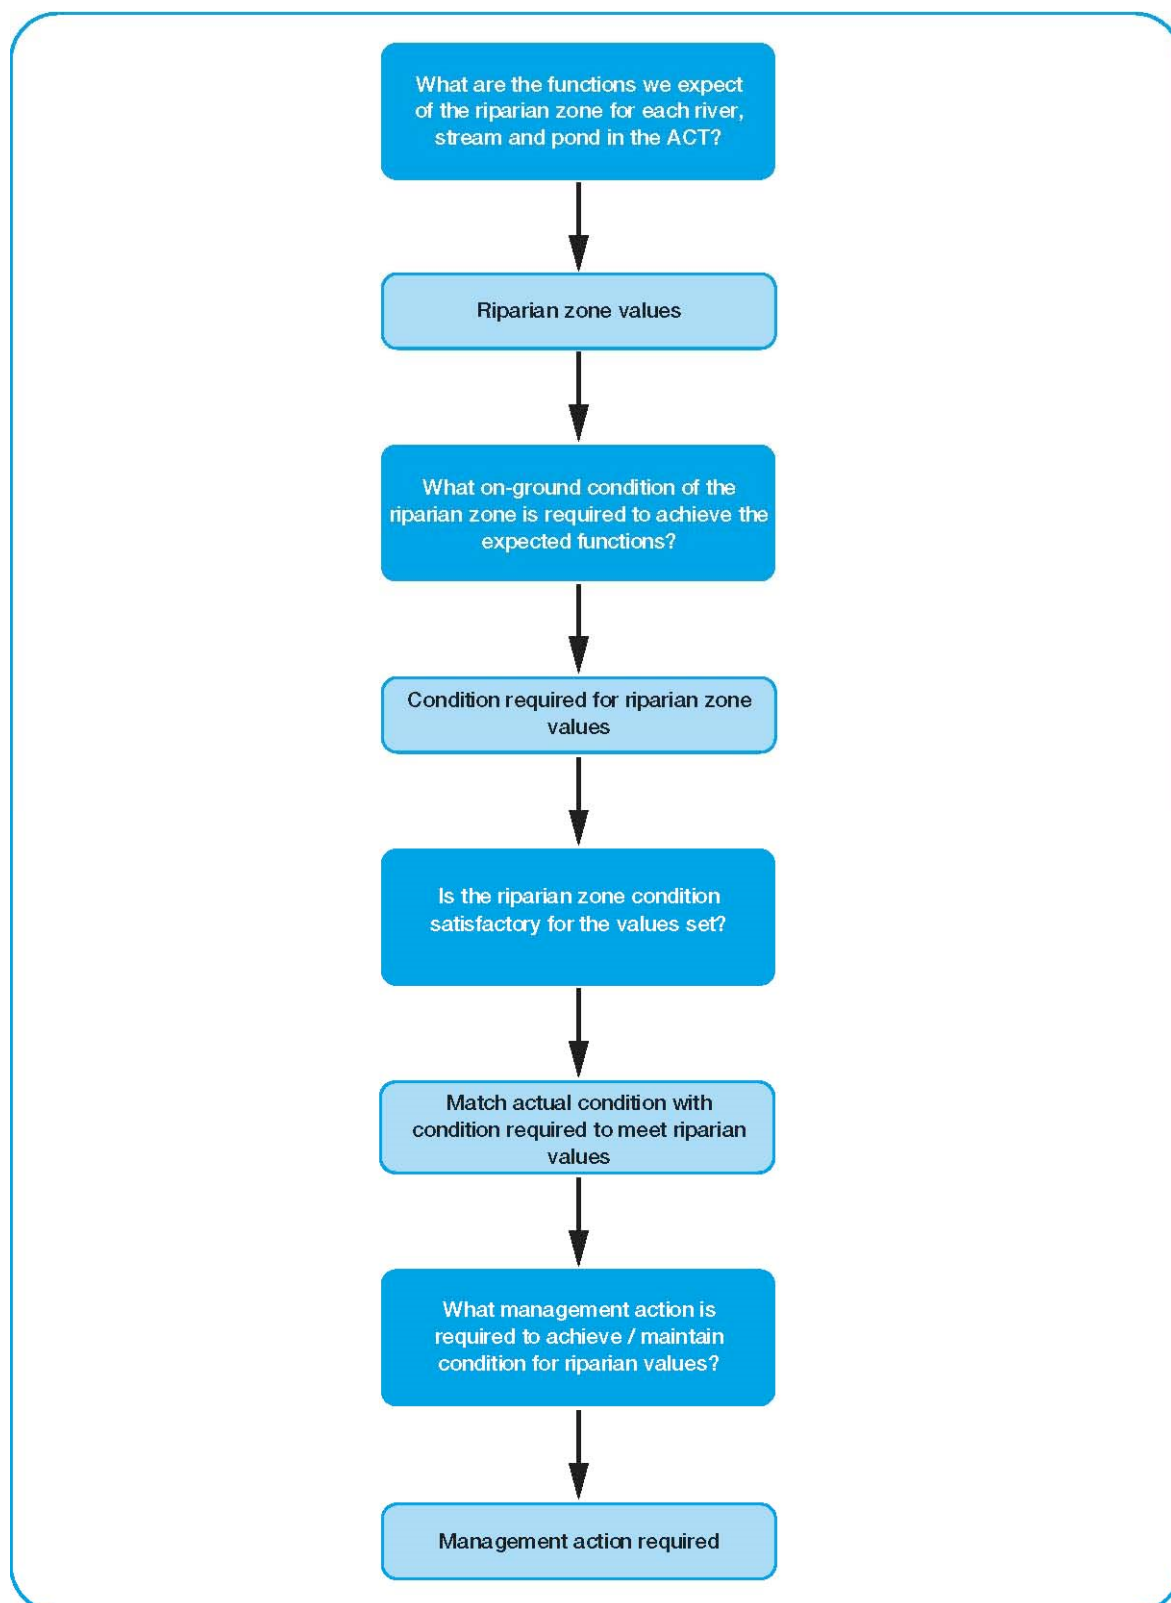 What are the functions we expect
of the riparian zone for each river,
stream and pond in the ACT?
Riparian zone values
What on-ground condition of the
riparian zone is required to achieve the
expected functions?
Condition required for riparian zone
values
Is the riparian zone condition
satisfactory for the values set?
Match actual condition with
condition required to meet riparian
values
What management action is
required to achieve / maintain
condition for riparian values?
Management action required